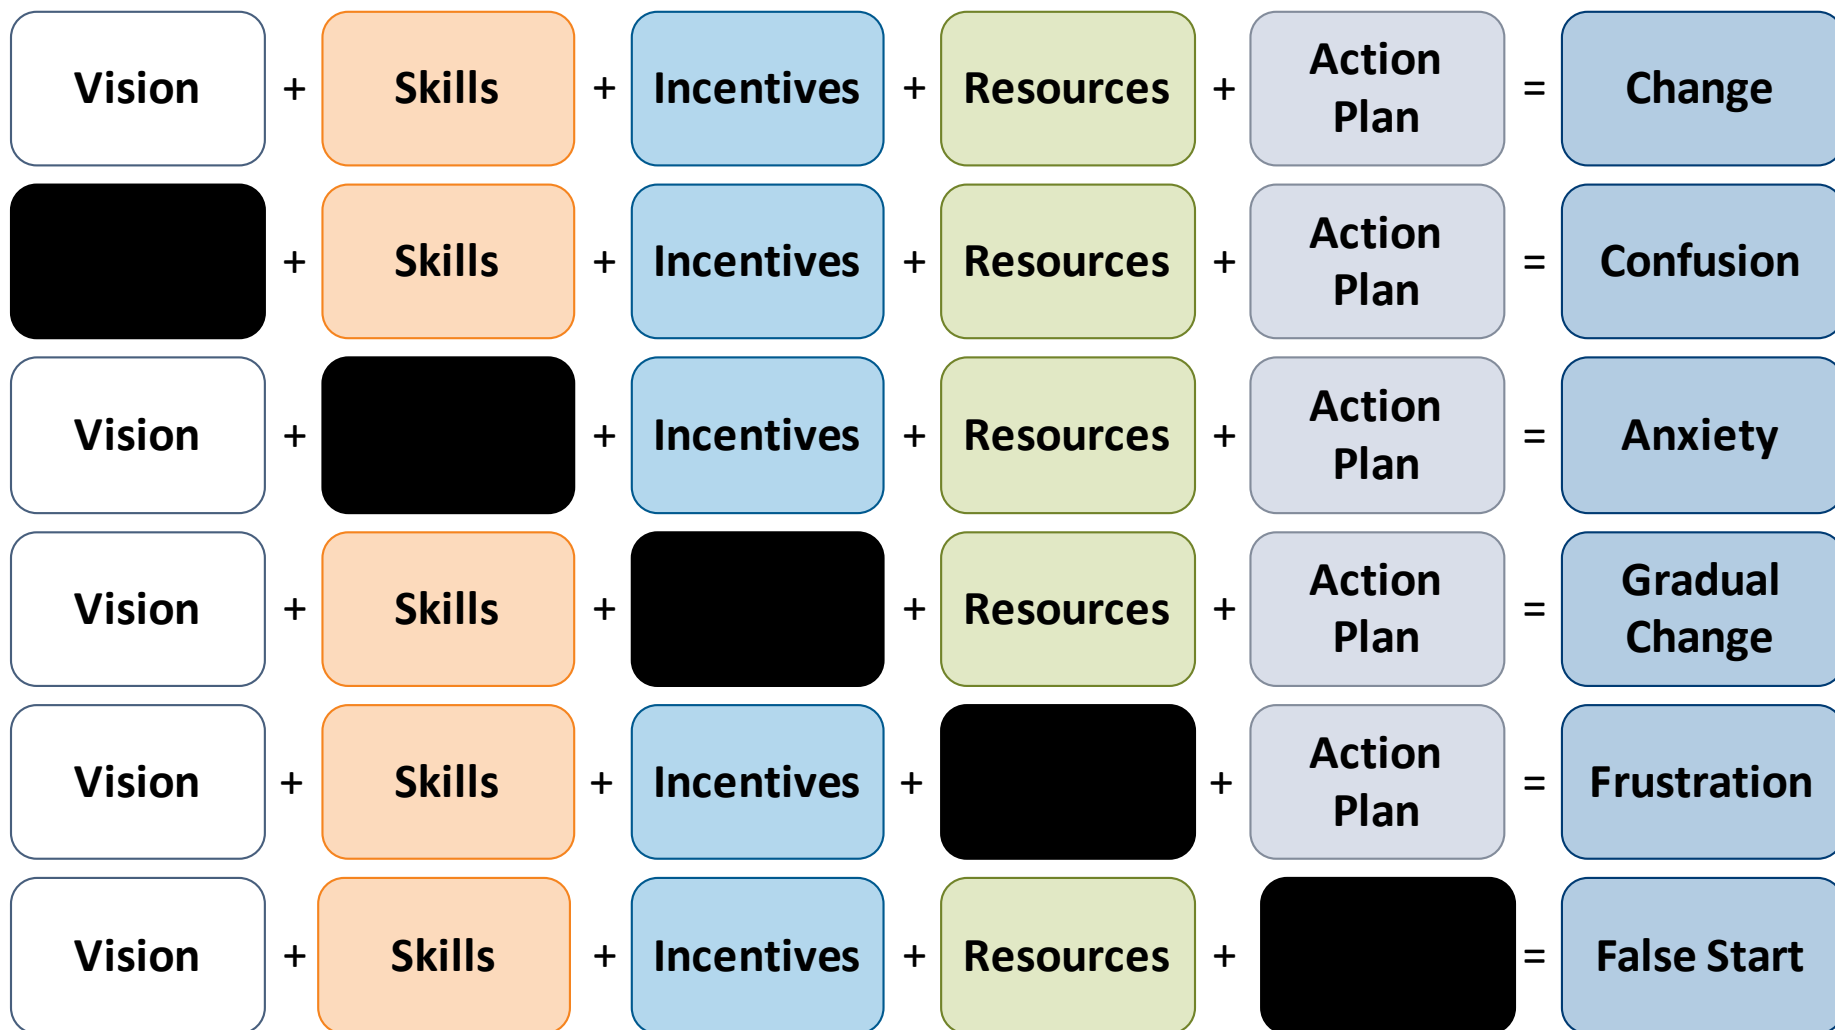 Vision + Skills + Incentives + Resources + Action Plan = Change
+ Skills + Incentives + Resources + Action Plan = Confusion
Vision + + Incentives + Resources + Action Plan = Anxiety
Vision + Skills + + Resources + Action Plan = Gradual Change
Vision + Skills + Incentives + + Action Plan = Frustration
Vision + Skills + Incentives + Resources + = False Start